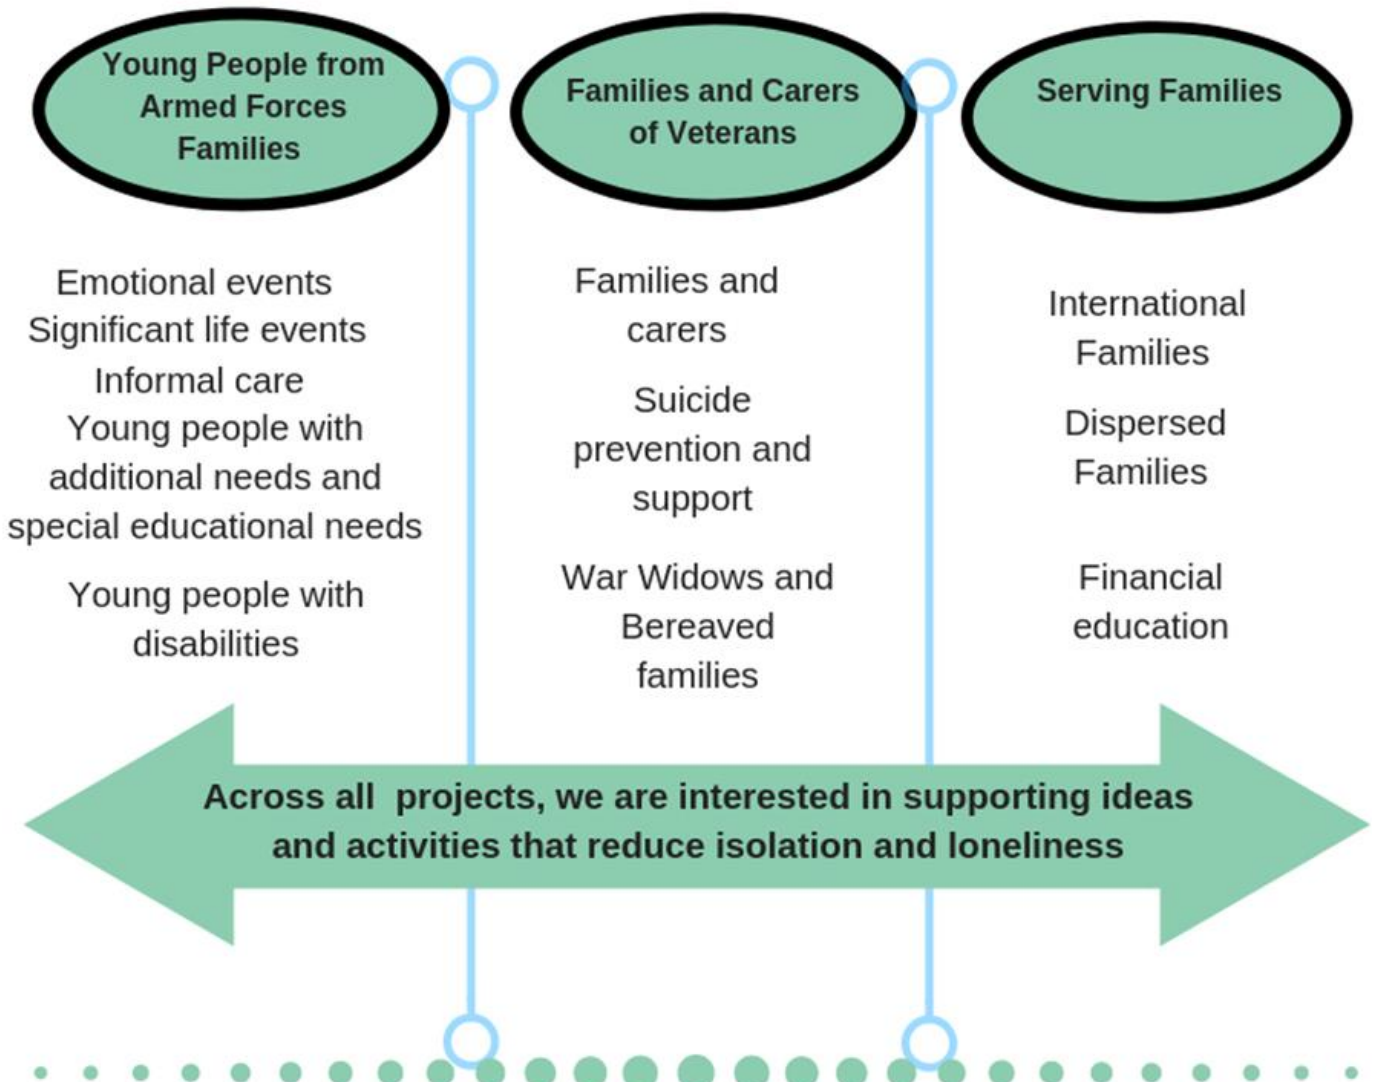 Young People from
Armed Forces
Families
Emotional events
Significant life events
Informal care
Young people with
additional needs and
special educational needs
Young people with
disabilities
Families and Carers
of Veterans
Families and
carers
Suicide
prevention and
support
War Widows and
Bereaved
families
Serving Families
International
Families
Dispersed
Families
Financial
education
Across all projects, we are interested in supporting ideas
and activities that reduce isolation and loneliness